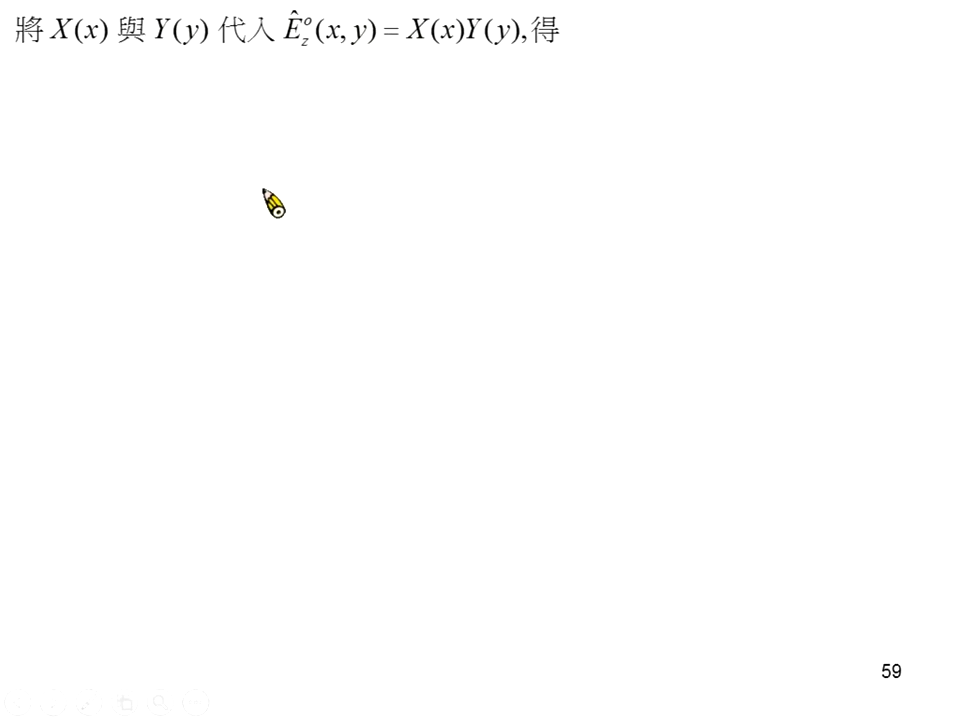 將 X(x) 與 Y(y) 代入 Ê_z^o(x, y) = X(x)Y(y), 得
59